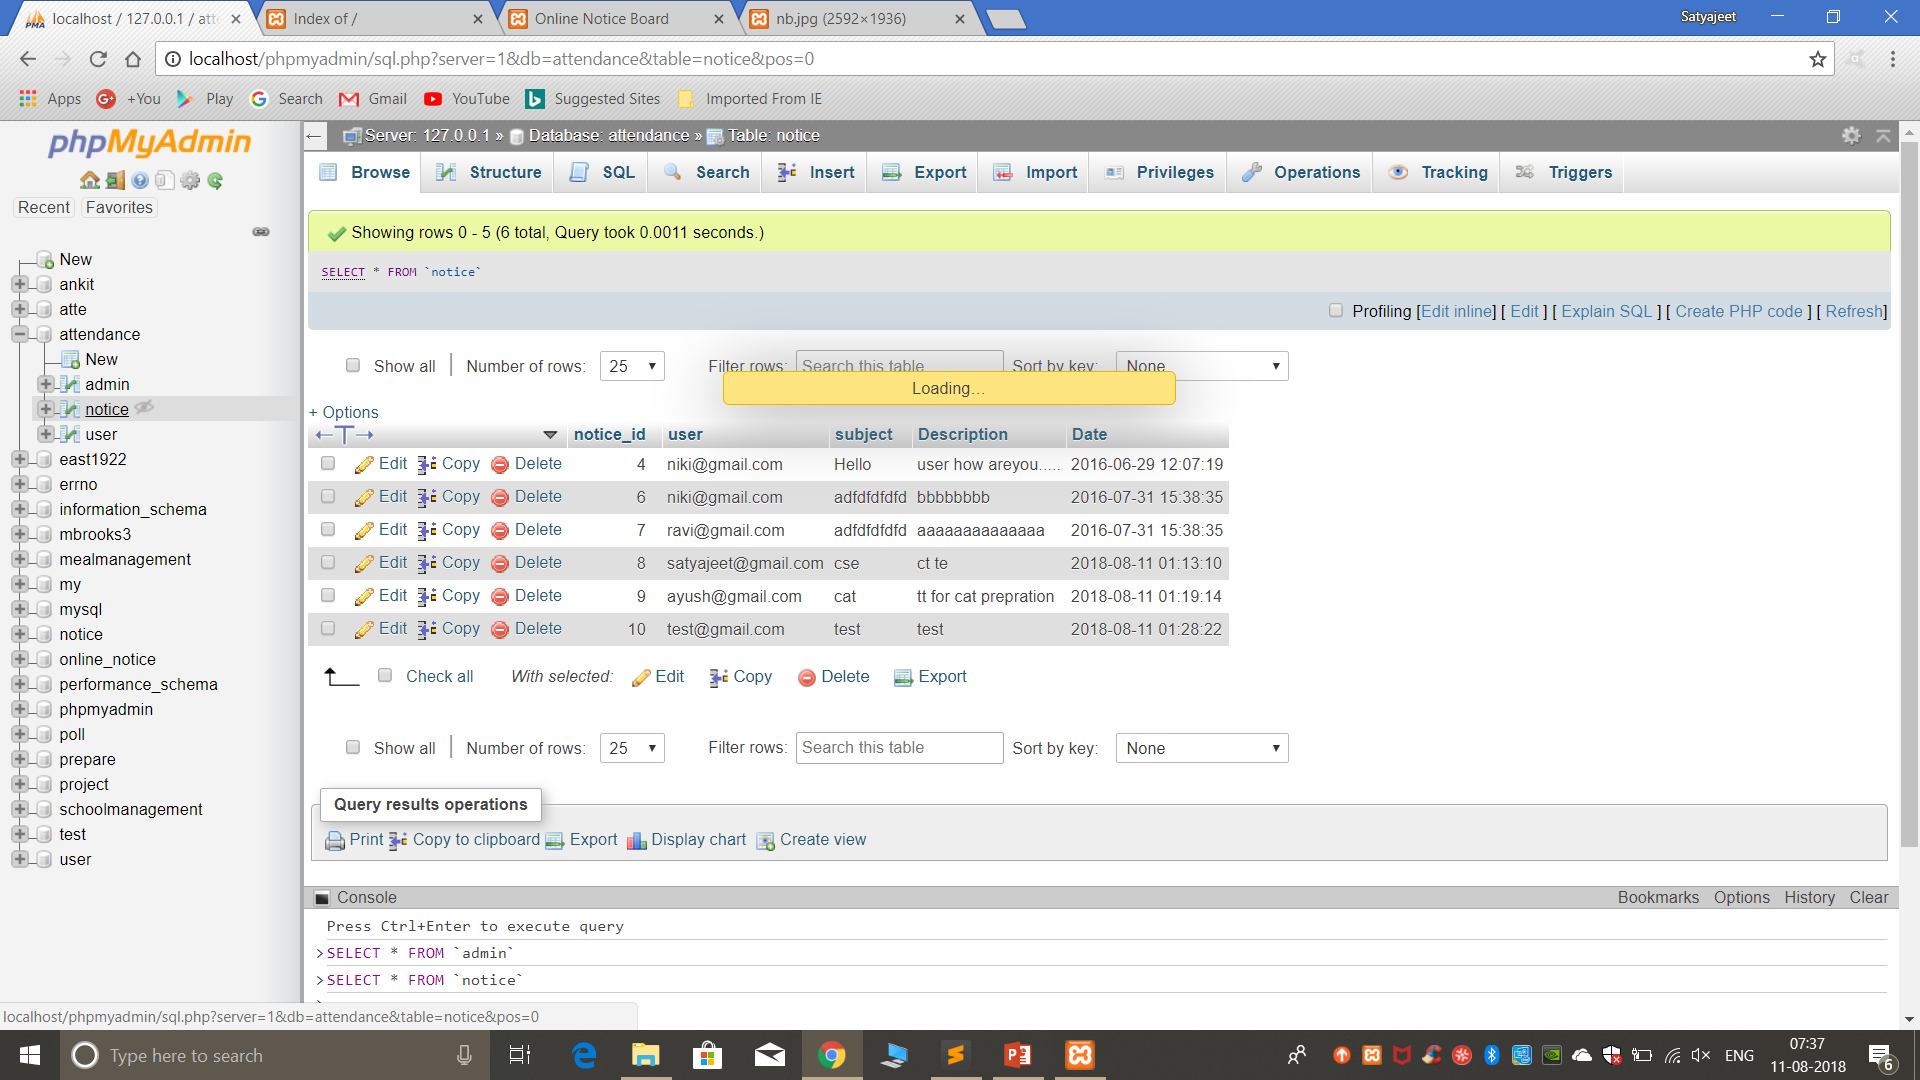 localhost / 127.0.0.1 / atte
Index of /
Online Notice Board
nb.jpg (2592×1936)
Satyajeet
localhost/phpmyadmin/sql.php?server=1&db=attendance&table=notice&pos=0
Apps +You Play Search Gmail YouTube Suggested Sites Imported From IE
phpMyAdmin
Recent Favorites
New
ankit
atte
attendance
New
admin
notice
user
east1922
errno
information_schema
mbrooks3
mealmanagement
my
mysql
notice
online_notice
performance_schema
phpmyadmin
poll
prepare
project
schoolmanagement
test
user
Server: 127.0.0.1 » Database: attendance » Table: notice
Browse Structure SQL Search Insert Export Import Privileges Operations Tracking Triggers
Showing rows 0 - 5 (6 total, Query took 0.0011 seconds.)
SELECT * FROM `notice`
Profiling [Edit inline] [ Edit ] [ Explain SQL ] [ Create PHP code ] [ Refresh]
Show all | Number of rows: 25 Filter rows: Search this table Sort by key: None
Loading…
+ Options
←T→ notice_id user subject Description Date
Edit Copy Delete 4 niki@gmail.com Hello user how areyou..... 2016-06-29 12:07:19
Edit Copy Delete 6 niki@gmail.com adfdfdfdfd bbbbbbbb 2016-07-31 15:38:35
Edit Copy Delete 7 ravi@gmail.com adfdfdfdfd aaaaaaaaaaaaaa 2016-07-31 15:38:35
Edit Copy Delete 8 satyajeet@gmail.com cse ct te 2018-08-11 01:13:10
Edit Copy Delete 9 ayush@gmail.com cat tt for cat prepration 2018-08-11 01:19:14
Edit Copy Delete 10 test@gmail.com test test 2018-08-11 01:28:22
Check all With selected: Edit Copy Delete Export
Show all | Number of rows: 25 Filter rows: Search this table Sort by key: None
Query results operations
Print Copy to clipboard Export Display chart Create view
Console Bookmarks Options History Clear
Press Ctrl+Enter to execute query
>SELECT * FROM `admin`
>SELECT * FROM `notice`
localhost/phpmyadmin/sql.php?server=1&db=attendance&table=notice&pos=0
Type here to search
ENG
07:37
11-08-2018
6